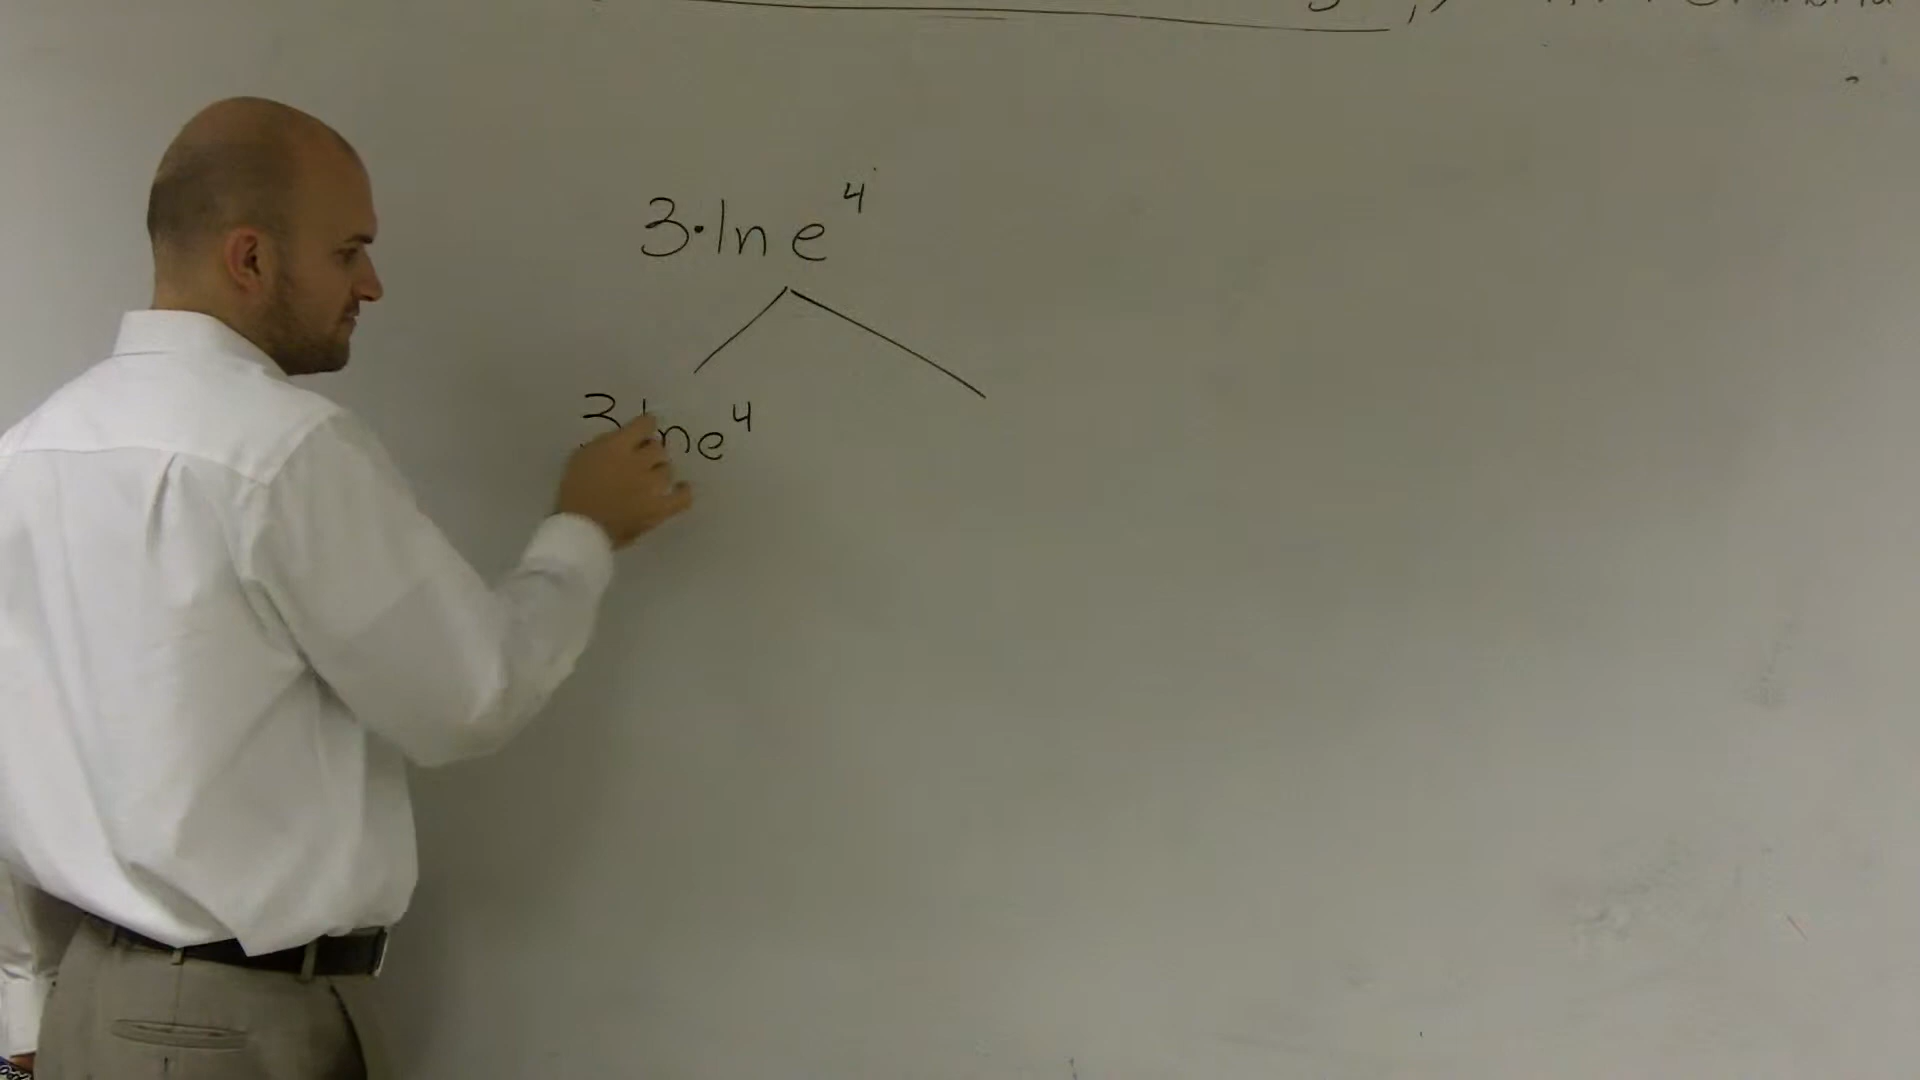 3·ln e⁴
3 ln e⁴